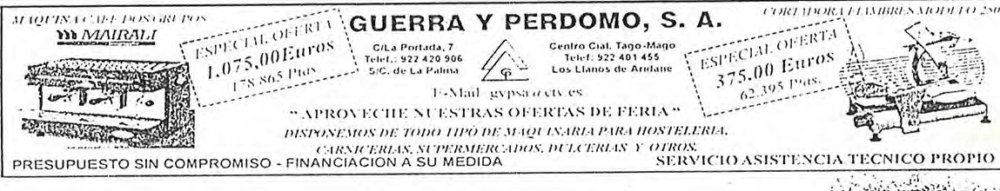 MAQUINA CAFE DOS GRUPOS
MAIRALI
ESPECIAL OFERTA
1.075,00 Euros
178.865 Ptas
GUERRA Y PERDOMO, S. A.
C/La Portada, 7
Telef.: 922 420 906
S/C. de La Palma
Centro Cial. Tago-Mago
Telef: 922 401 455
Los Llanos de Aridane
E-Mail gypsa@ctv.es
"APROVECHE NUESTRAS OFERTAS DE FERIA"
DISPONEMOS DE TODO TIPO DE MAQUINARIA PARA HOSTELERIA,
CARNICERIAS, SUPERMERCADOS, DULCERIAS Y OTROS.
CORTADORA FIAMBRES MODELO 250
ESPECIAL OFERTA
375.00 Euros
62.395 Ptas.
PRESUPUESTO SIN COMPROMISO - FINANCIACION A SU MEDIDA
SERVICIO ASISTENCIA TECNICO PROPIO